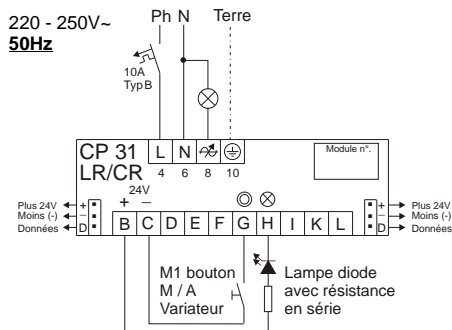 220 - 250V~
50Hz
Ph N Terre
10A
Typ B
CP 31
LR/CR
L N
4 6 8 10
Module n°.
24V
+ −
Plus 24V
Moins (-)
Données
+
−
D
+
−
D
Plus 24V
Moins (-)
Données
B C D E F G H I K L
M1 bouton
M / A
Variateur
Lampe diode
avec résistance
en série